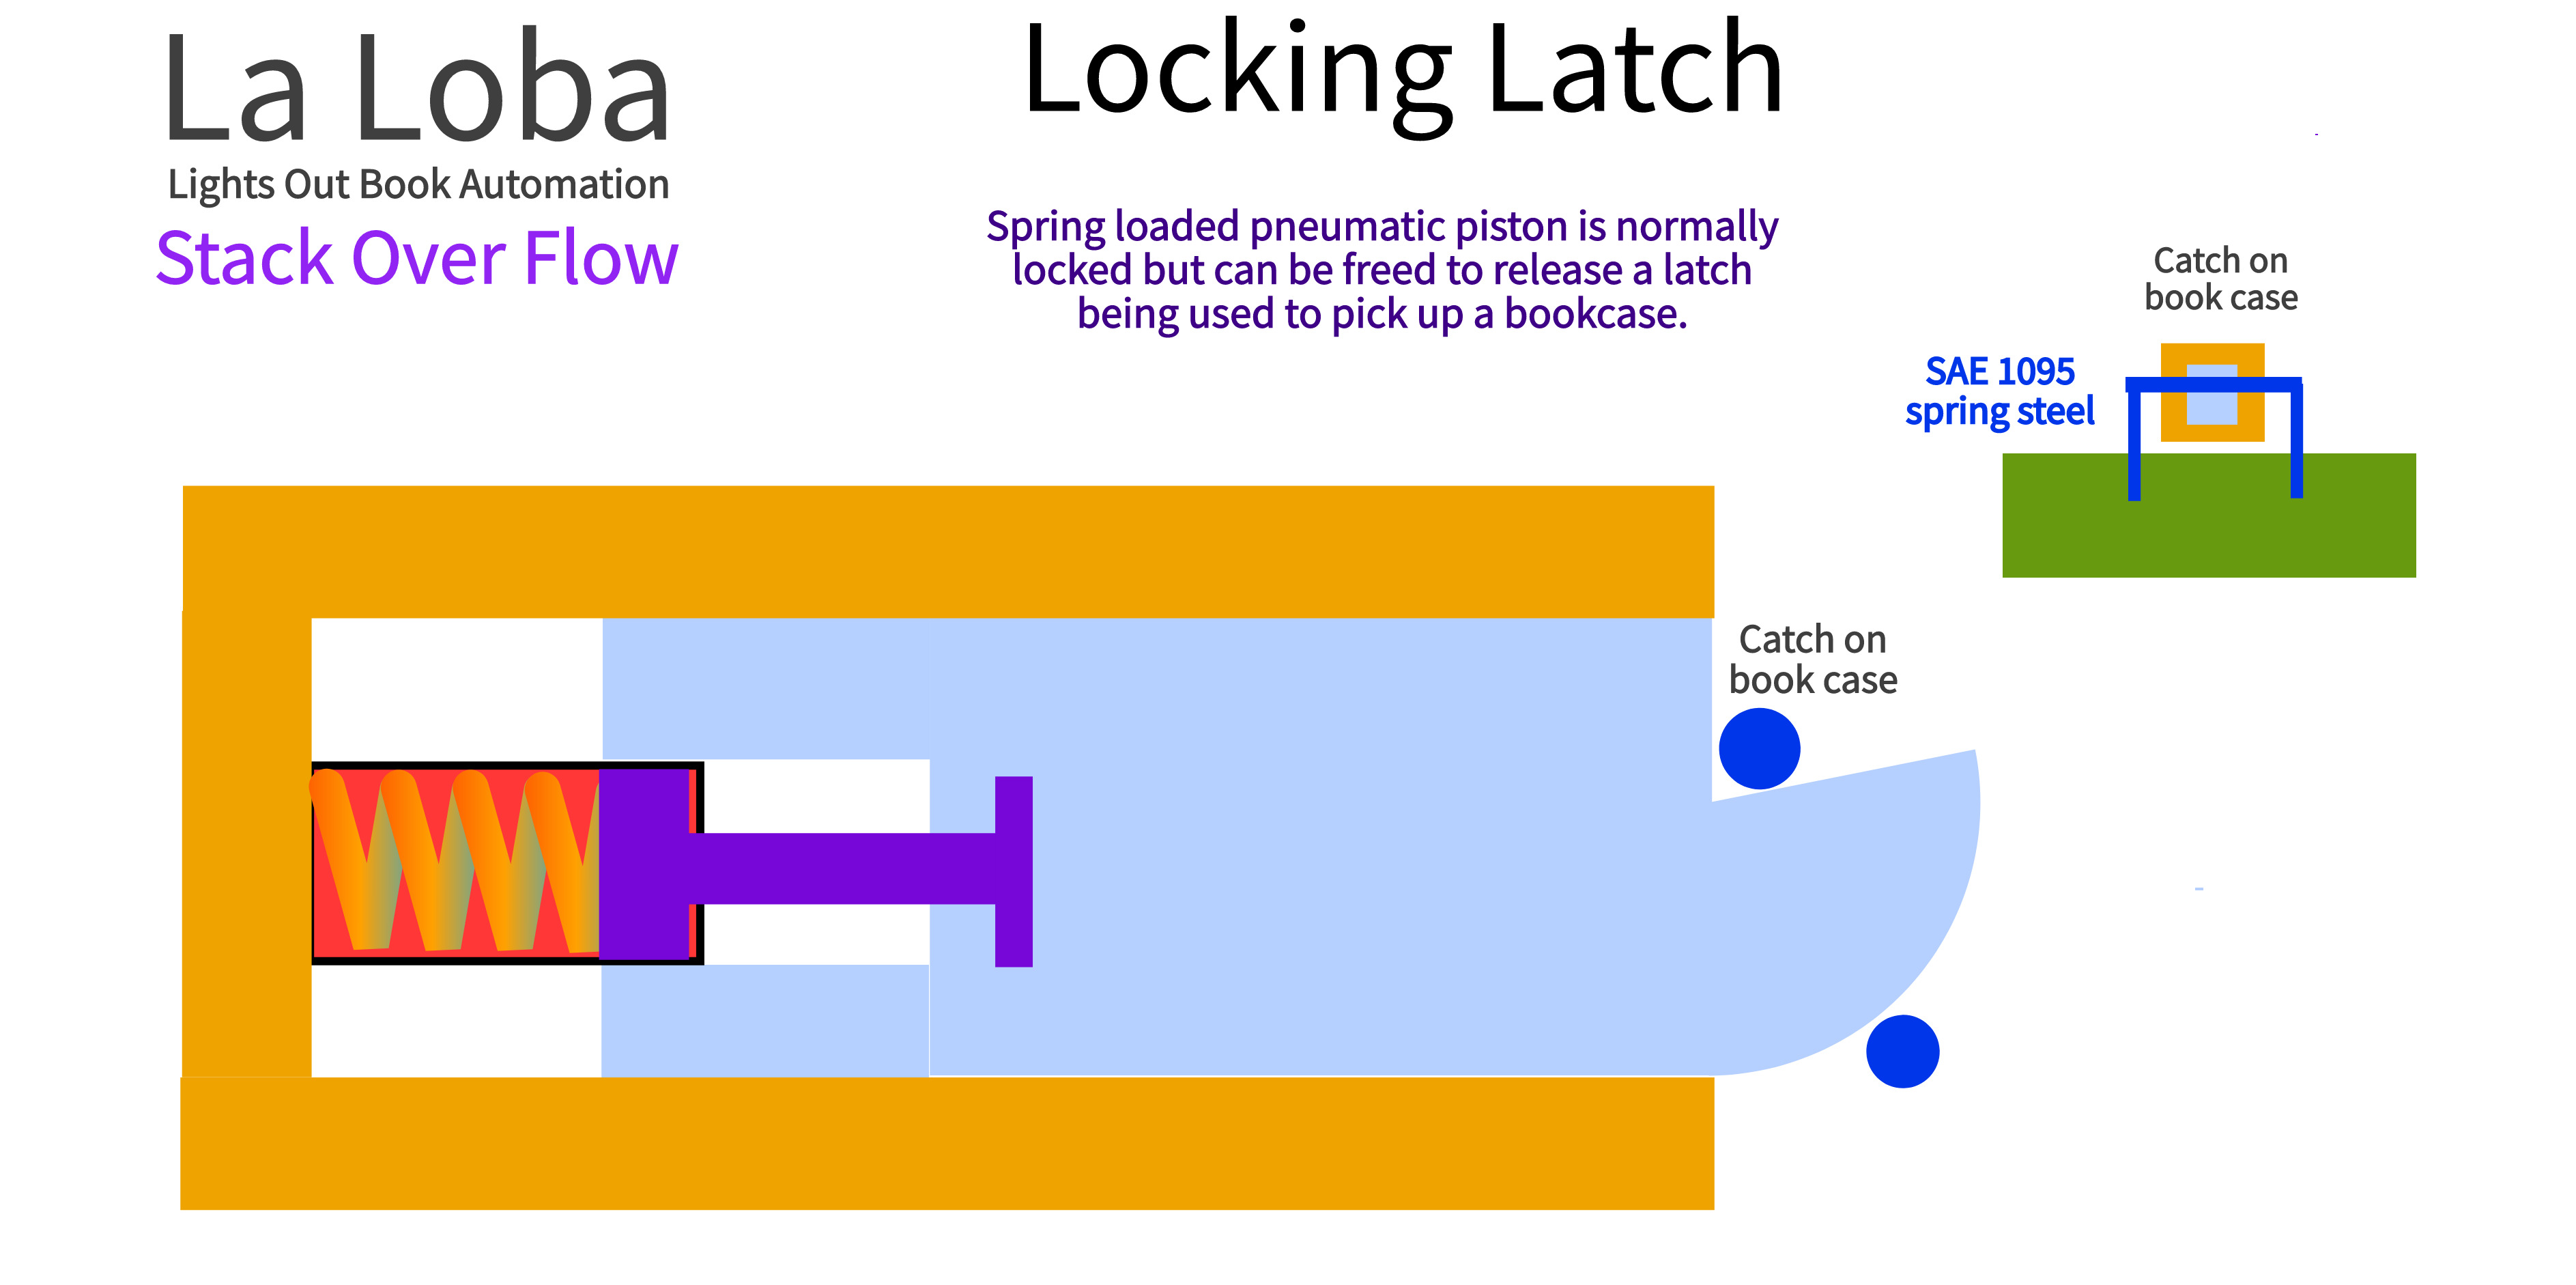 La Loba
Lights Out Book Automation
Stack Over Flow
Locking Latch
Spring loaded pneumatic piston is normally
locked but can be freed to release a latch
being used to pick up a bookcase.
Catch on
book case
SAE 1095
spring steel
Catch on
book case